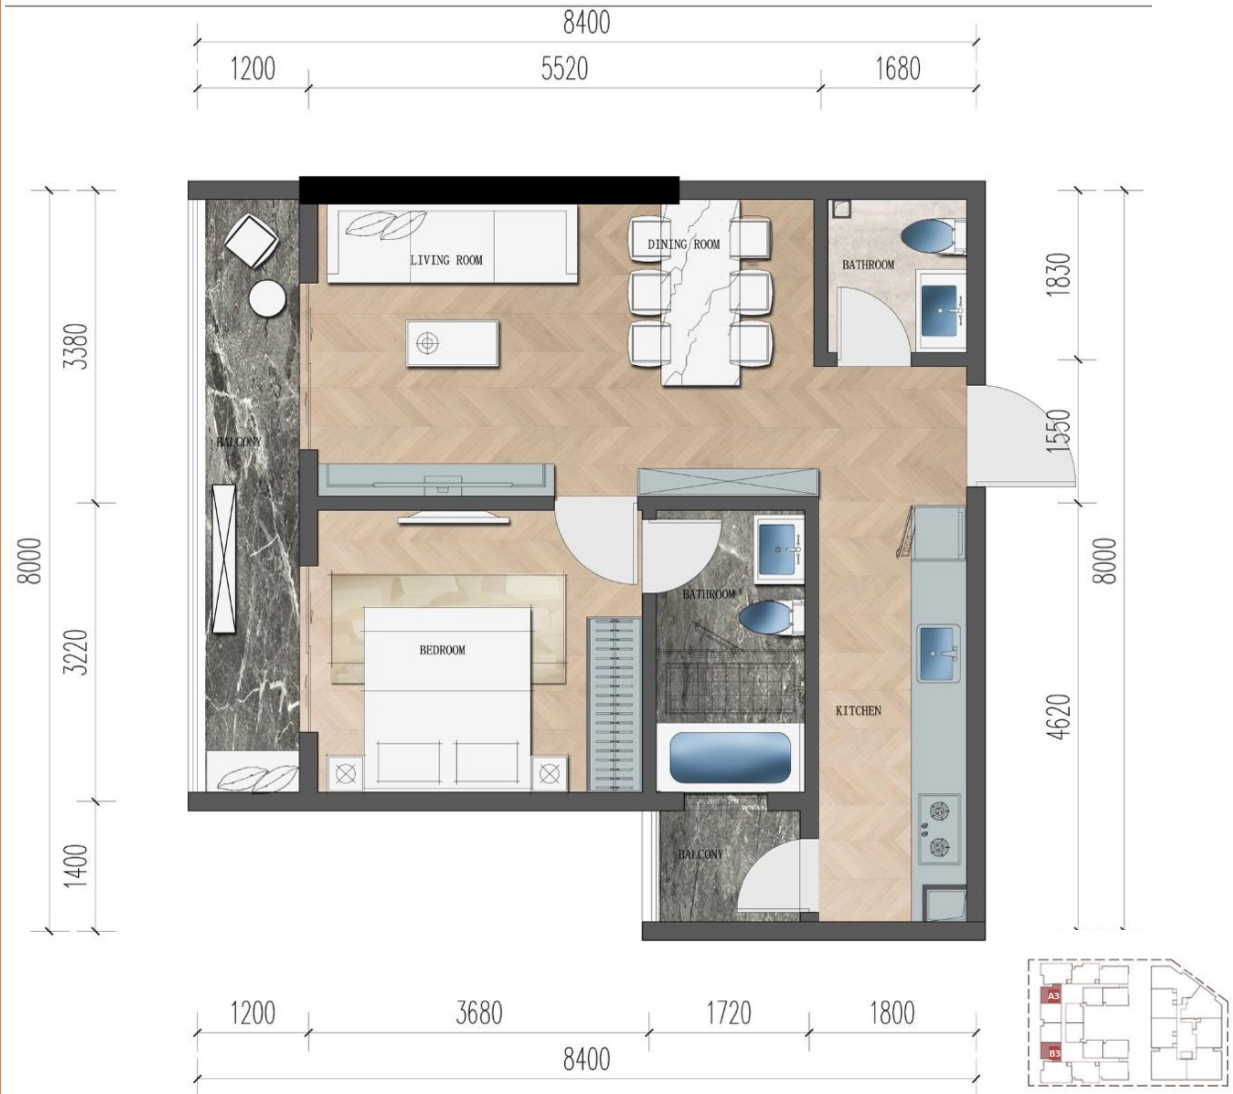 8400
1200 5520 1680
LIVING ROOM
DINING ROOM
BATHROOM
1830
3380
BALCONY
1550
8000
8000
BATHROOM
BEDROOM
3220
KITCHEN
4620
BALCONY
1400
A3
B3
1200 3680 1720 1800
8400